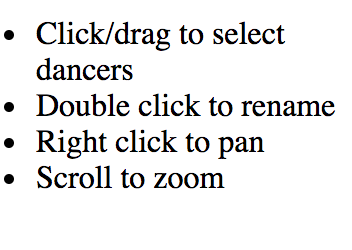 Click/drag to select
dancers
Double click to rename
Right click to pan
Scroll to zoom